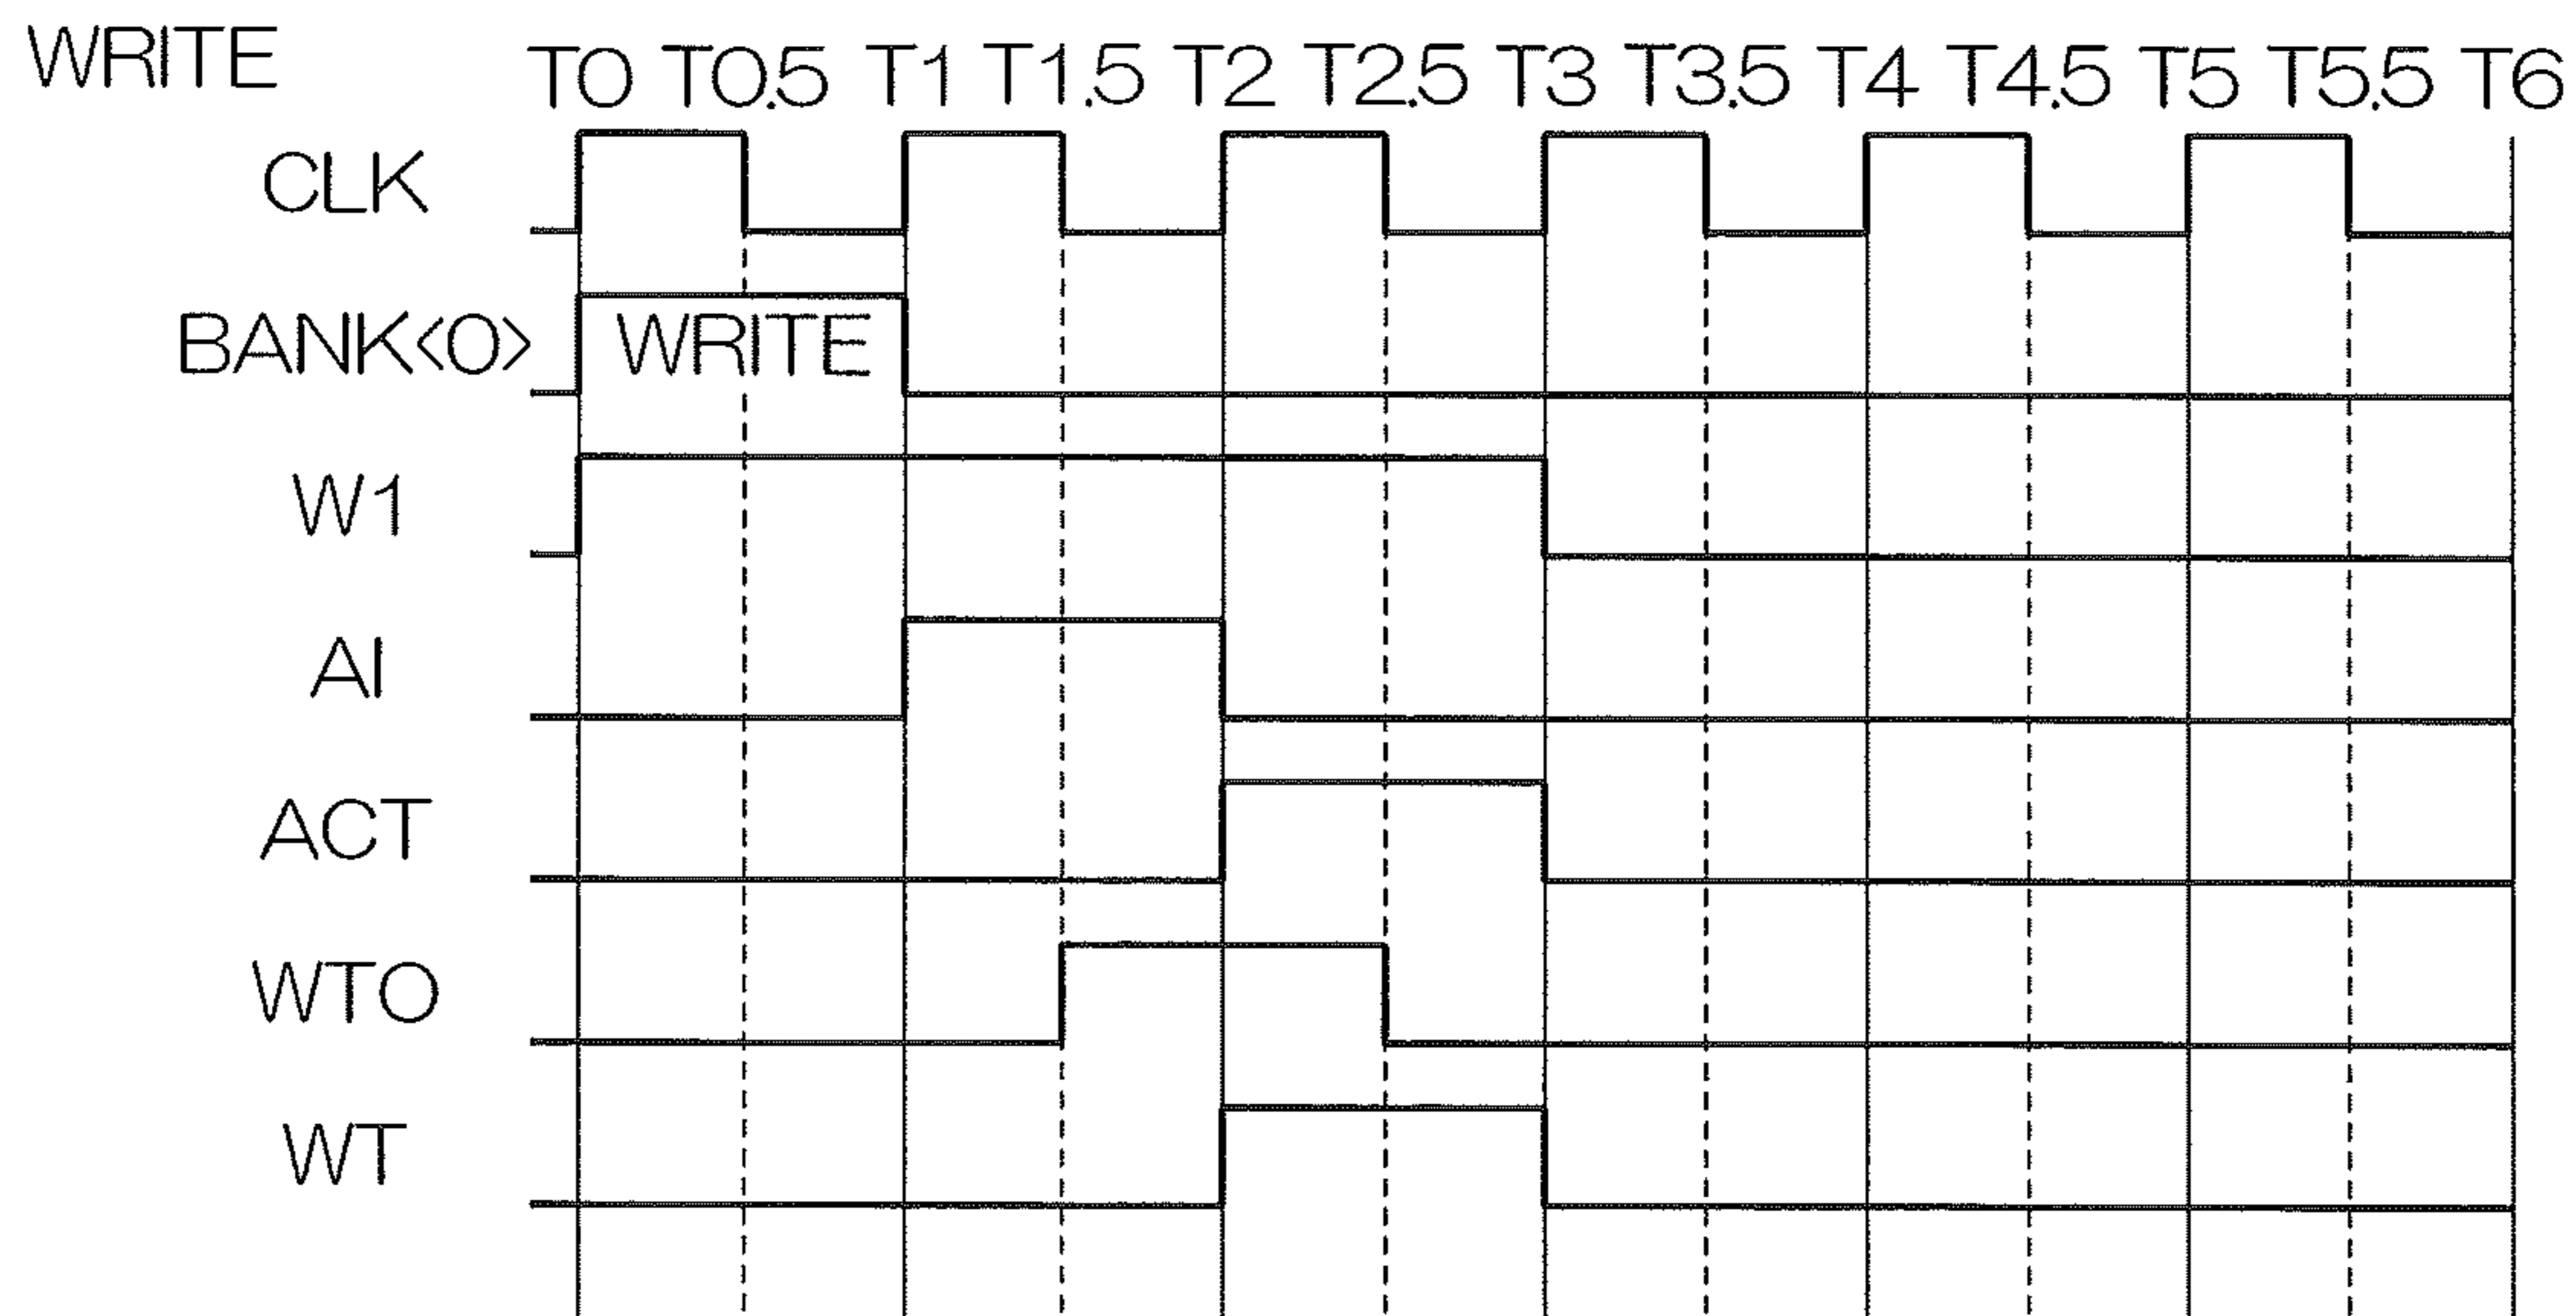 WRITE
T0 T0.5 T1 T1.5 T2 T2.5 T3 T3.5 T4 T4.5 T5 T5.5 T6
CLK
BANK<0> WRITE
W1
AI
ACT
WTO
WT